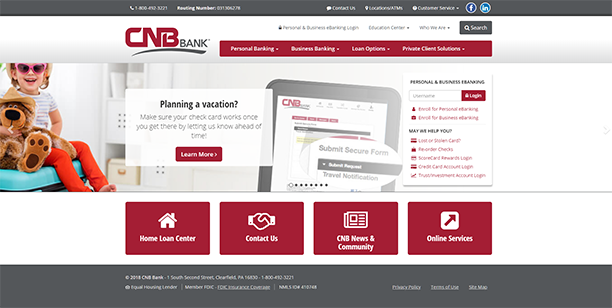 1-800-492-3221 Routing Number: 031306278 Contact Us Locations/ATMs Customer Service
Personal & Business eBanking Login Education Center Who We Are Search
CNB BANK
Personal Banking Business Banking Loan Options Private Client Solutions
Planning a vacation?
Make sure your check card works once
you get there by letting us know ahead of
time!
Learn More >
CNB
Submit Secure Form
Submit Request
Travel Notification
PERSONAL & BUSINESS EBANKING
Username Login
Enroll for Personal eBanking
Enroll for Business eBanking
MAY WE HELP YOU?
Lost or Stolen Card?
Re-order Checks
ScoreCard Rewards Login
Credit Card Account Login
Trust/Investment Account Login
Home Loan Center
Contact Us
CNB News &
Community
Online Services
© 2018 CNB Bank - 1 South Second Street, Clearfield, PA 16830 - 1-800-492-3221
Equal Housing Lender | Member FDIC - FDIC Insurance Coverage | NMLS ID# 410748 Privacy Policy Terms of Use Site Map